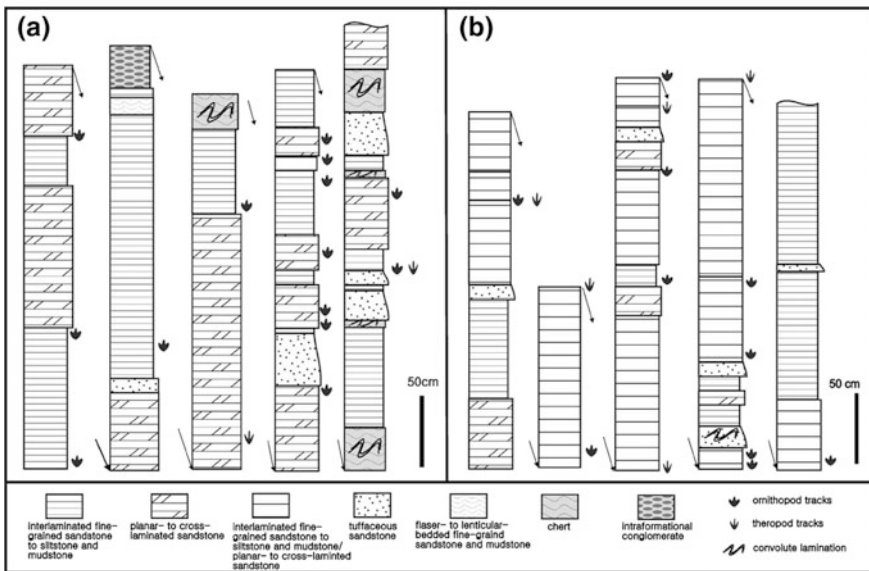 (a)
(b)
50cm
50 cm
interlaminated fine-
grained sandstone
to siltstone and
mudstone
planar- to cross-
laminated sandstone
interlaminated fine-
grained sandstone to
siltstone and mudstone/
planar- to cross-laminted
sandstone
tuffaceous
sandstone
flaser- to lenticular-
bedded fine-graind
sandstone and mudstone
chert
intraformational
conglomerate
ornithopod tracks
theropod tracks
convolute lamination